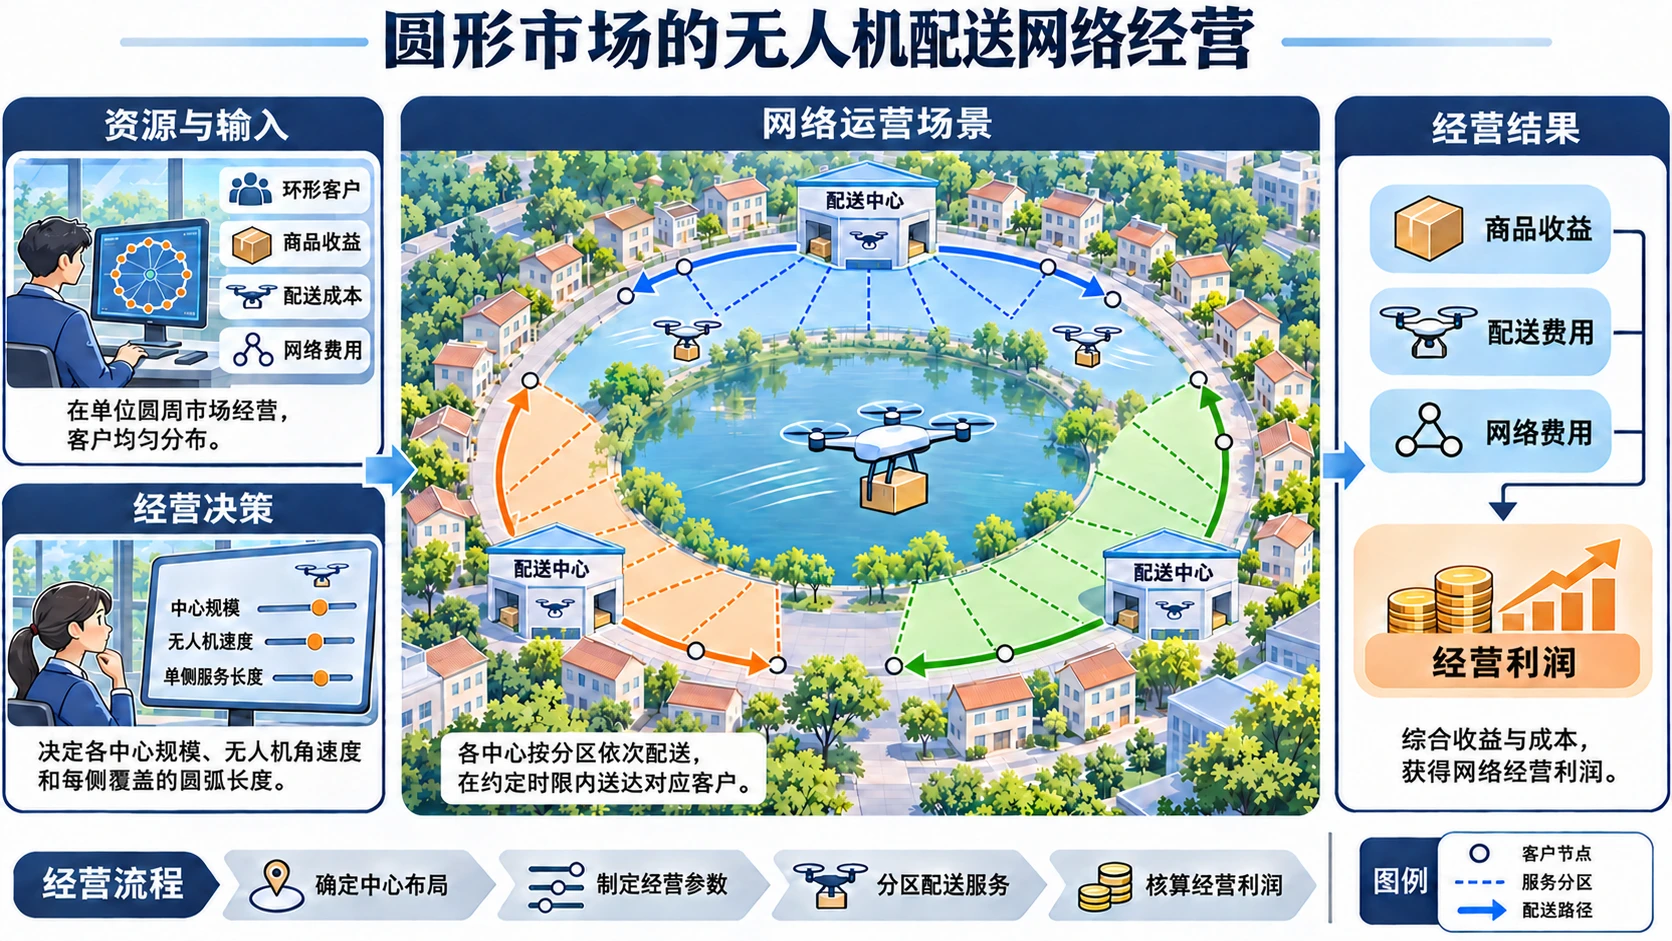 圆形市场的无人机配送网络经营
资源与输入
环形客户
商品收益
配送成本
网络费用
在单位圆周市场经营，
客户均匀分布。
经营决策
中心规模
无人机速度
单侧服务长度
决定各中心规模、无人机角速度
和每侧覆盖的圆弧长度。
网络运营场景
配送中心
配送中心
配送中心
各中心按分区依次配送，
在约定时限内送达对应客户。
经营结果
商品收益
配送费用
网络费用
经营利润
综合收益与成本，
获得网络经营利润。
经营流程
确定中心布局
制定经营参数
分区配送服务
核算经营利润
图例
客户节点
服务分区
配送路径